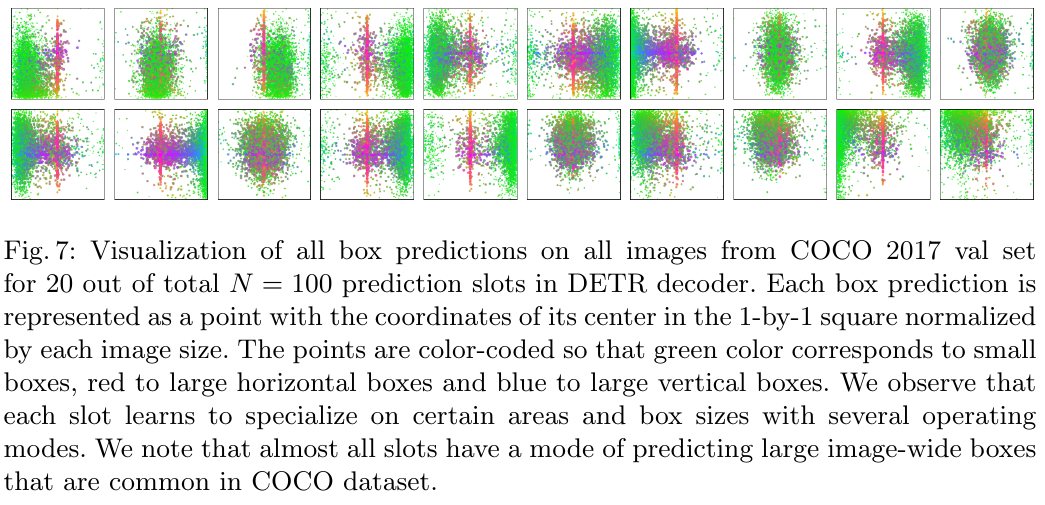 Fig. 7: Visualization of all box predictions on all images from COCO 2017 val set
for 20 out of total N = 100 prediction slots in DETR decoder. Each box prediction is
represented as a point with the coordinates of its center in the 1-by-1 square normalized
by each image size. The points are color-coded so that green color corresponds to small
boxes, red to large horizontal boxes and blue to large vertical boxes. We observe that
each slot learns to specialize on certain areas and box sizes with several operating
modes. We note that almost all slots have a mode of predicting large image-wide boxes
that are common in COCO dataset.